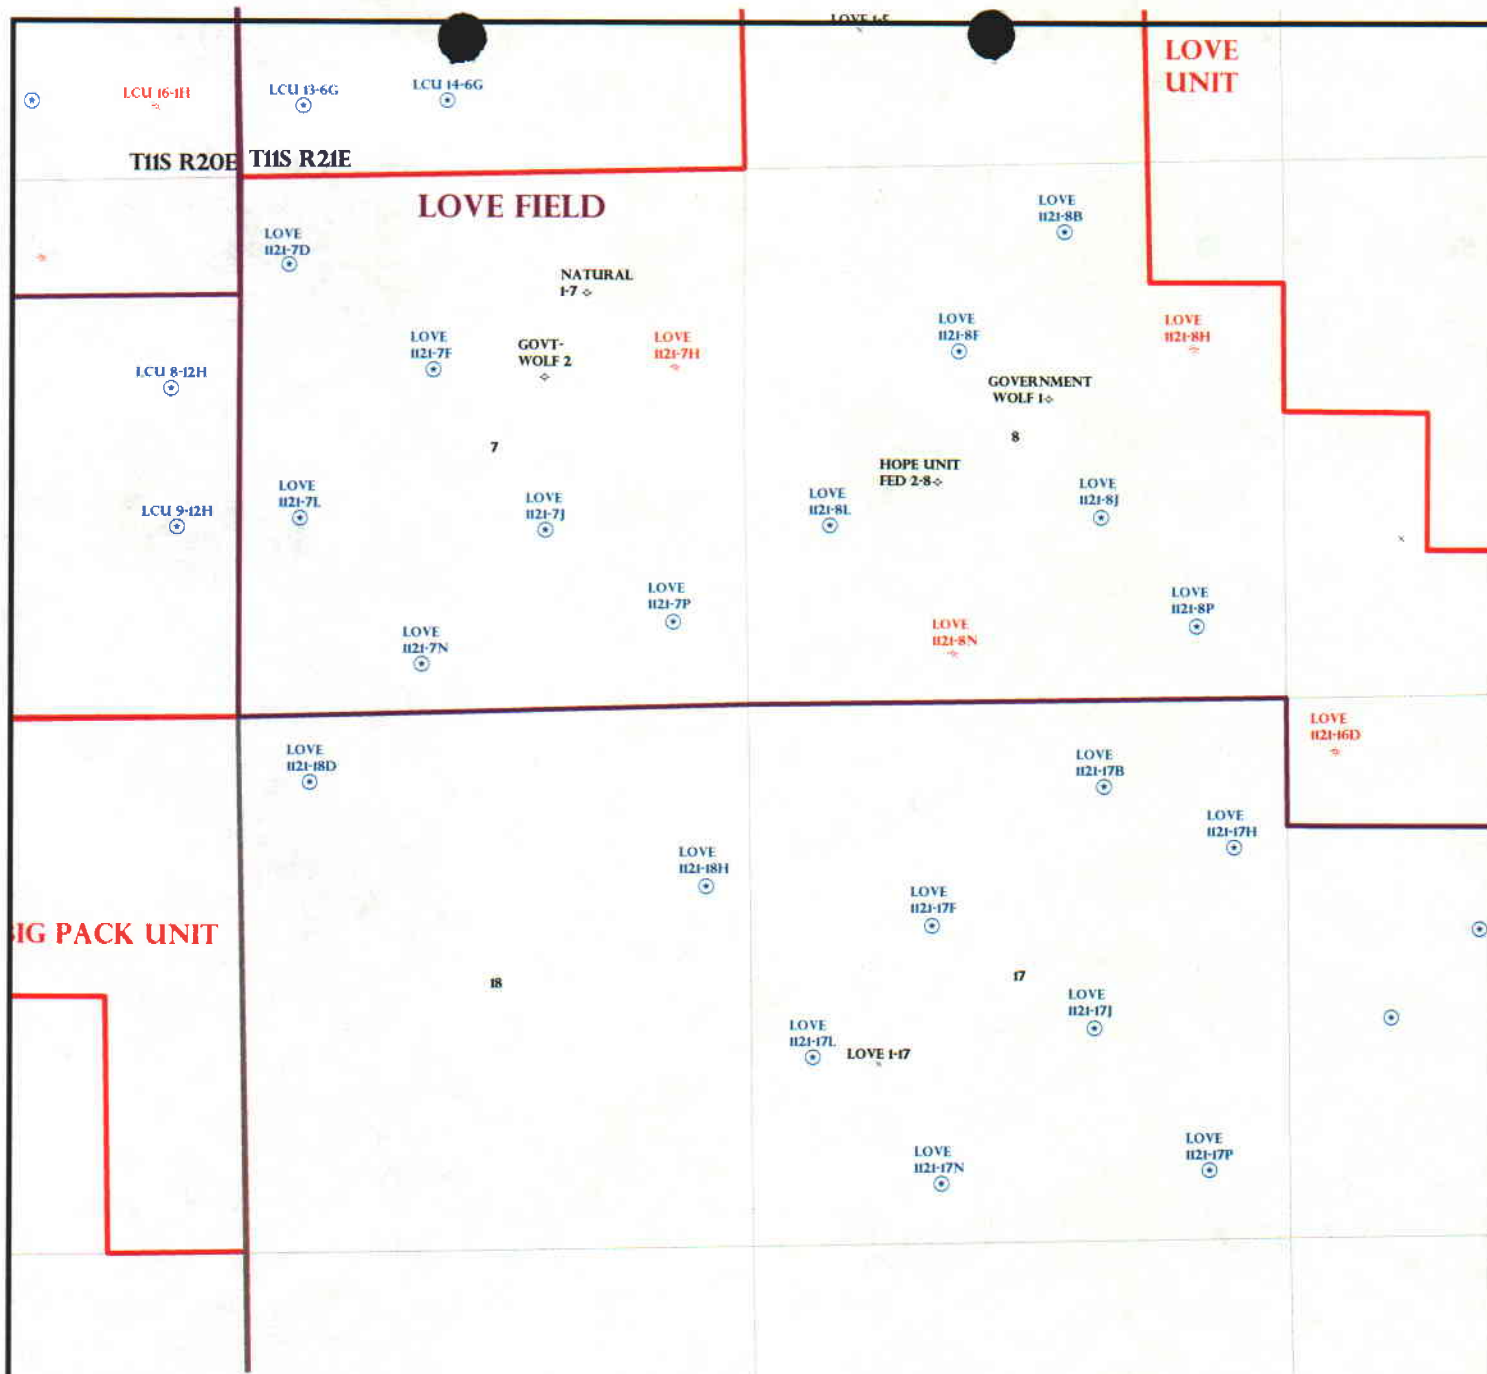 LOVE 1-5
LOVE
UNIT
LCU 16-1H
LCU 13-6G
LCU 14-6G
T11S R20E
T11S R21E
LOVE FIELD
LOVE
1121-8B
LOVE
1121-7D
NATURAL
1-7
LOVE
1121-7F
GOVT-
WOLF 2
LOVE
1121-7H
LOVE
1121-8F
LOVE
1121-8H
LCU 8-12H
GOVERNMENT
WOLF 1
7
8
HOPE UNIT
FED 2-8
LCU 9-12H
LOVE
1121-7L
LOVE
1121-7J
LOVE
1121-8L
LOVE
1121-8J
LOVE
1121-7P
LOVE
1121-8P
LOVE
1121-7N
LOVE
1121-8N
LOVE
1121-16D
LOVE
1121-18D
LOVE
1121-17B
LOVE
1121-17H
LOVE
1121-18H
LOVE
1121-17F
IG PACK UNIT
18
17
LOVE
1121-17J
LOVE
1121-17L
LOVE 1-17
LOVE
1121-17N
LOVE
1121-17P